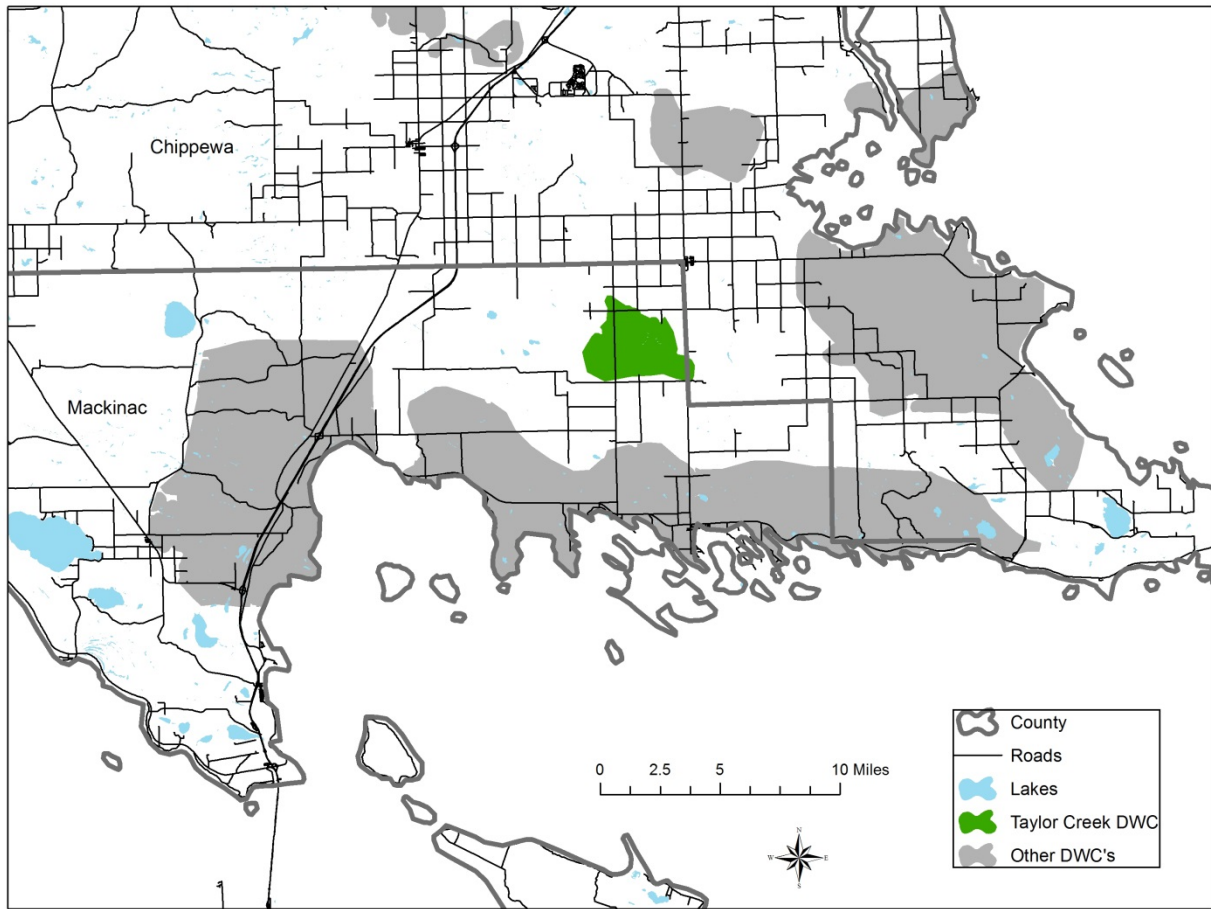 Chippewa
Mackinac
0 2.5 5 10 Miles
N
W E
S
County
Roads
Lakes
Taylor Creek DWC
Other DWC's